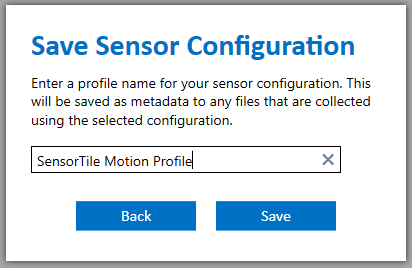 Save Sensor Configuration
Enter a profile name for your sensor configuration. This
will be saved as metadata to any files that are collected
using the selected configuration.
SensorTile Motion Profile
Back
Save